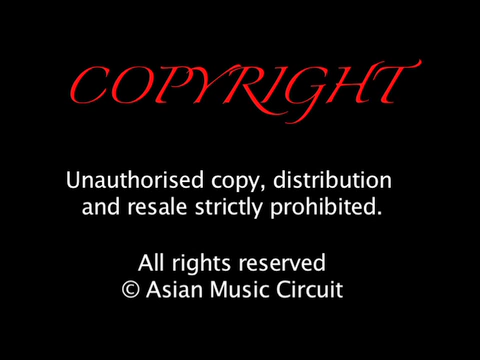 COPYRIGHT
Unauthorised copy, distribution
and resale strictly prohibited.
All rights reserved
© Asian Music Circuit